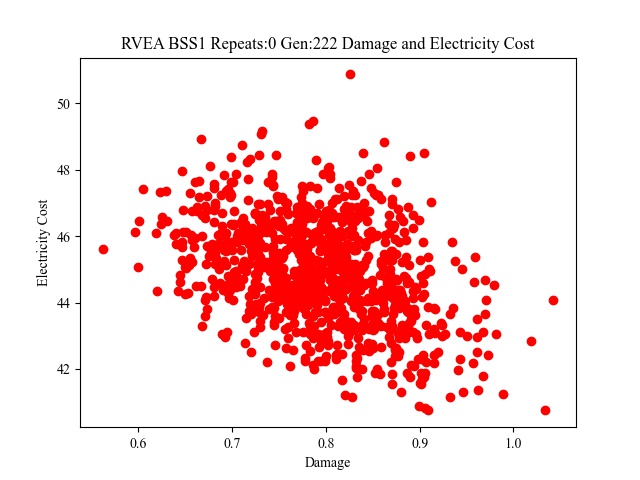 RVEA BSS1 Repeats:0 Gen:222 Damage and Electricity Cost
50
48
46
44
42
Electricity Cost
0.6 0.7 0.8 0.9 1.0
Damage